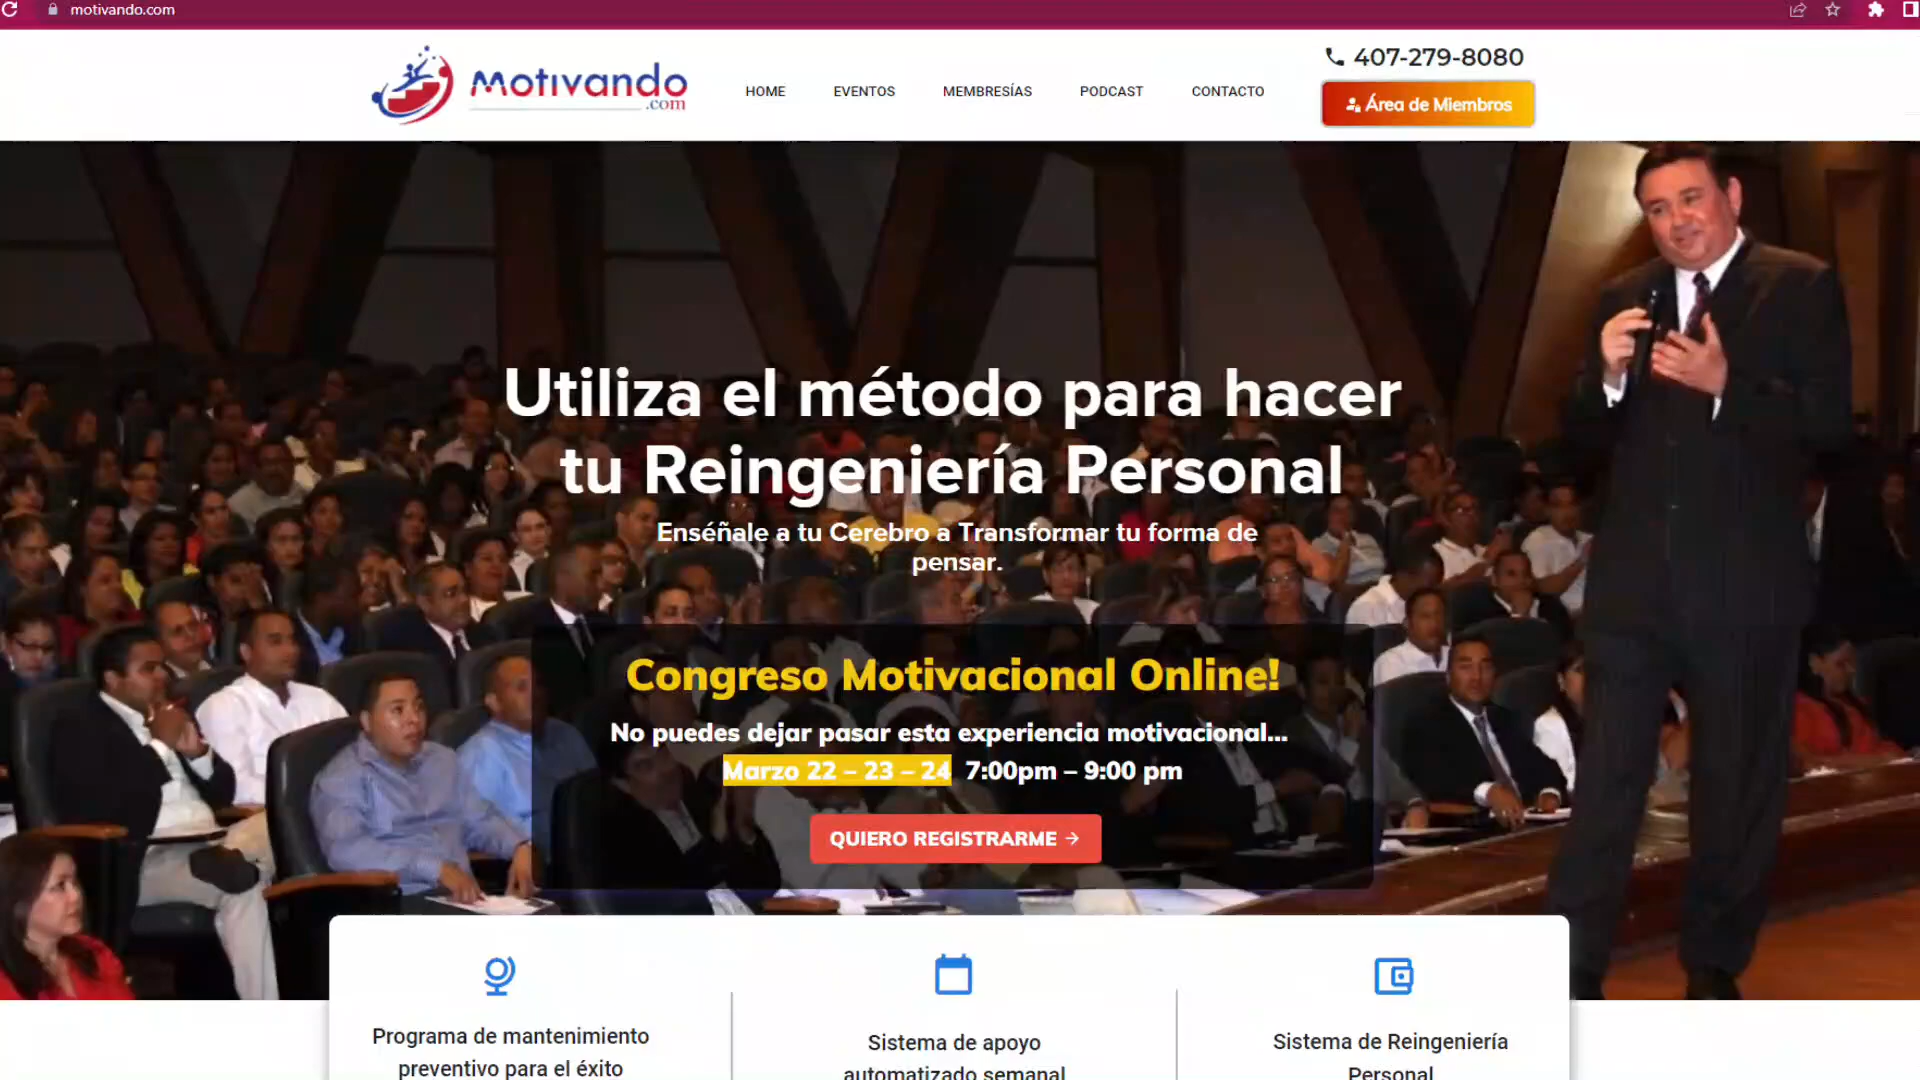 motivando.com
Motivando
.com
HOME
EVENTOS
MEMBRESÍAS
PODCAST
CONTACTO
407-279-8080
Área de Miembros
Utiliza el método para hacer
tu Reingeniería Personal
Enséñale a tu Cerebro a Transformar tu forma de
pensar.
Congreso Motivacional Online!
No puedes dejar pasar esta experiencia motivacional...
Marzo 22 – 23 – 24 7:00pm – 9:00 pm
QUIERO REGISTRARME →
Programa de mantenimiento
preventivo para el éxito
Sistema de apoyo
automatizado semanal
Sistema de Reingeniería
Personal